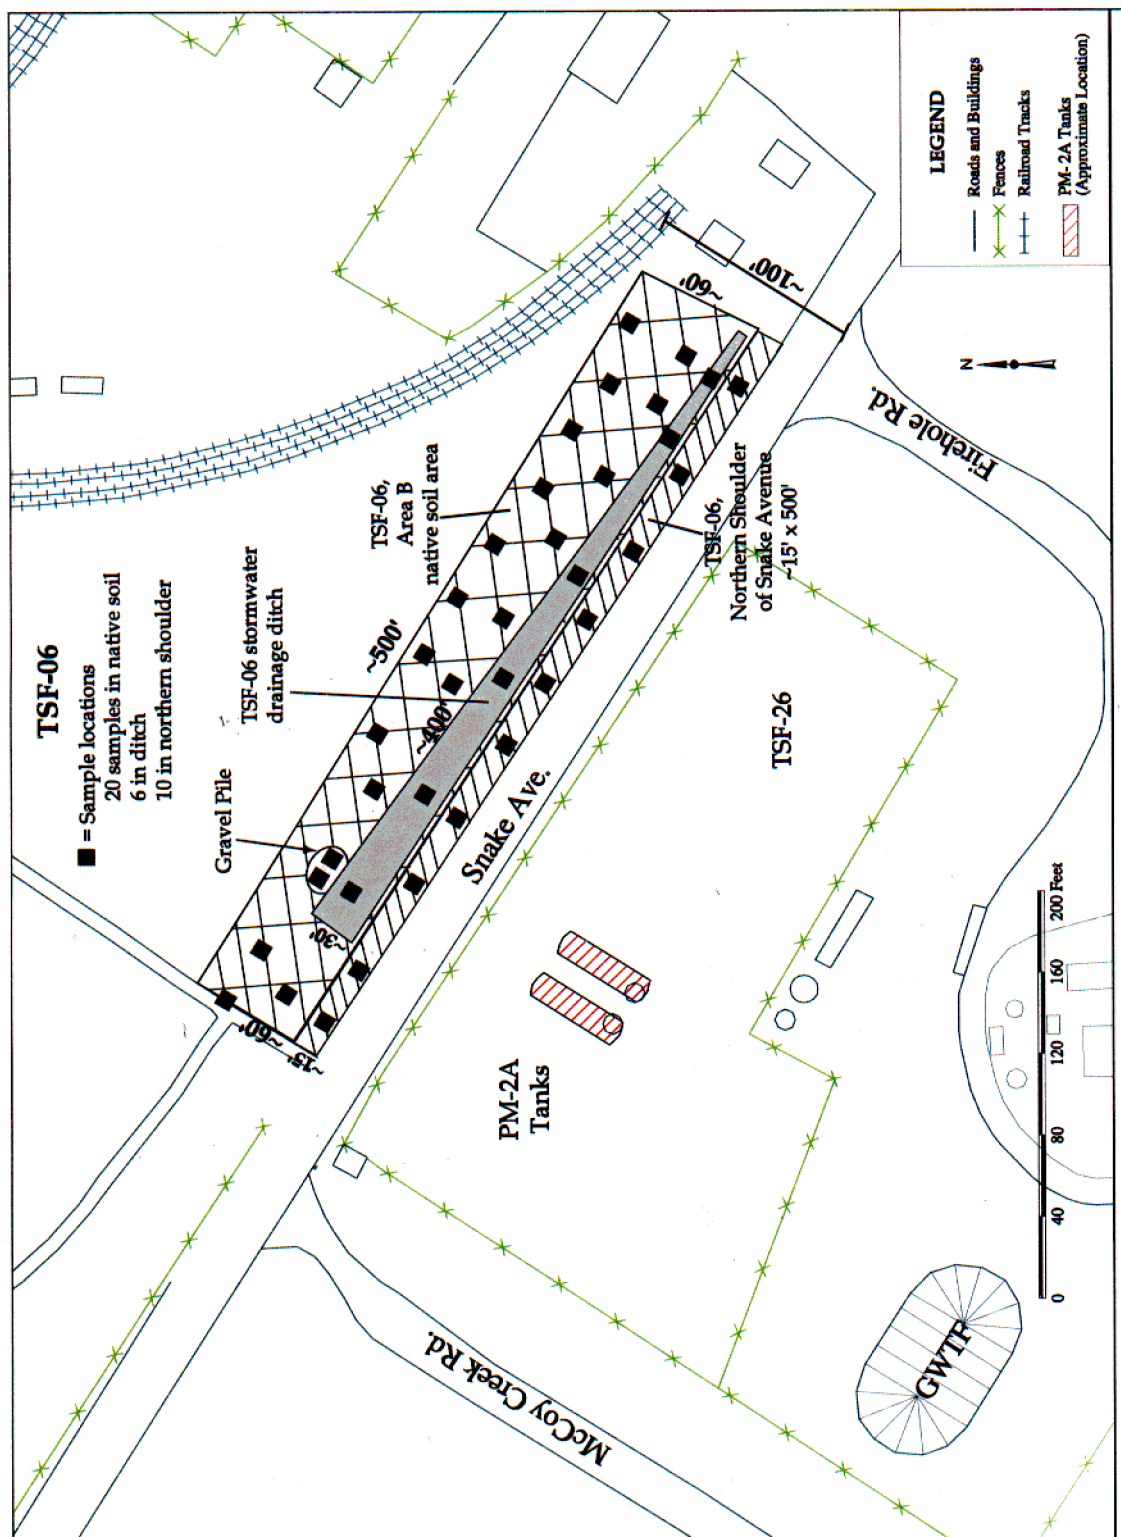 TSF-06
■ = Sample locations
20 samples in native soil
6 in ditch
10 in northern shoulder
Gravel Pile
TSF-06 stormwater
drainage ditch
TSF-06,
Area B
native soil area
~500'
~400'
~30'
~60'
~15'
~60'
~100'
TSF-06,
Northern Shoulder
of Snake Avenue
~15' x 500'
Snake Ave.
Firehole Rd.
McCoy Creek Rd.
TSF-26
PM-2A
Tanks
GWTF
N
0 40 80 120 160 200 Feet
LEGEND
Roads and Buildings
Fences
Railroad Tracks
PM- 2A Tanks
(Approximate Location)